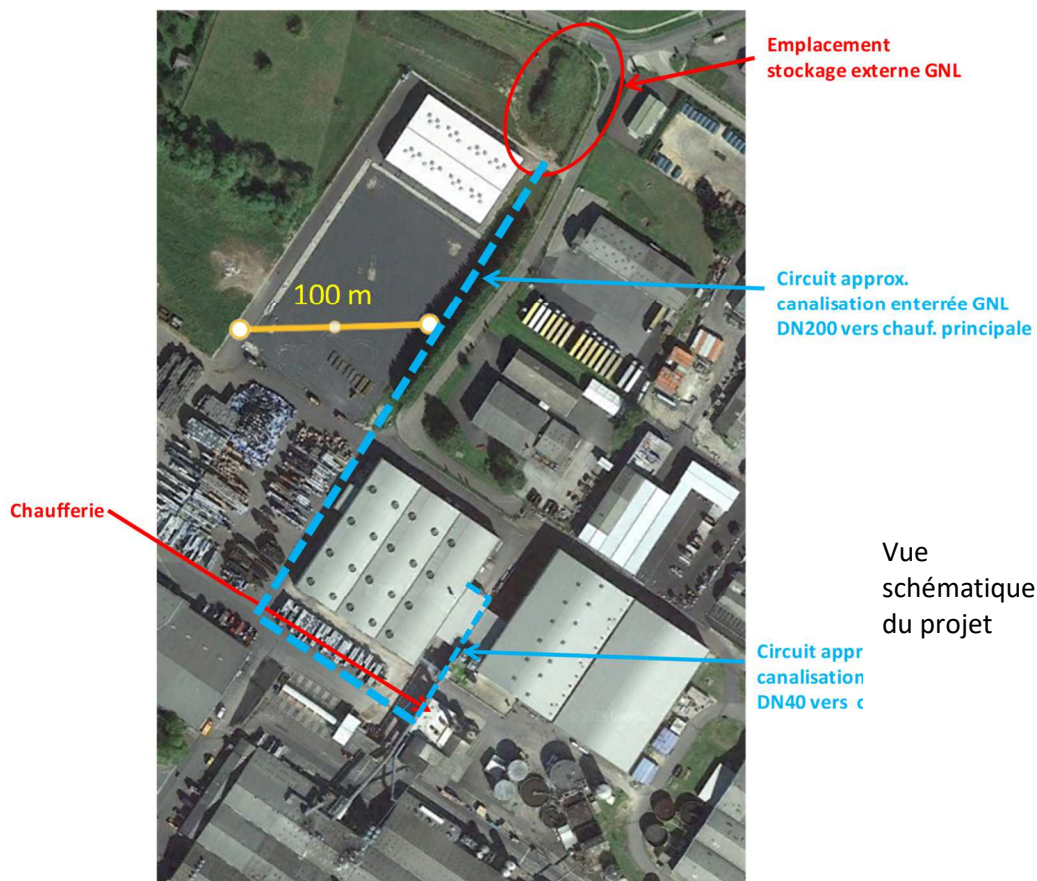 Emplacement
stockage externe GNL
100 m
Circuit approx.
canalisation enterrée GNL
DN200 vers chauf. principale
Chaufferie
Vue
schématique
du projet
Circuit appr
canalisation
DN40 vers